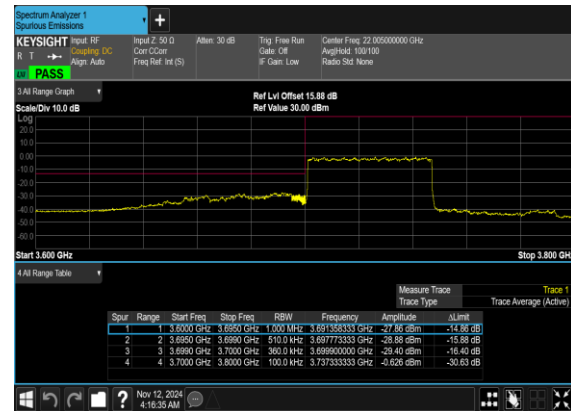 Spectrum Analyzer 1
Spurious Emissions
+
KEYSIGHT Input: RF Input Z: 50 Ω Atten: 30 dB Trig: Free Run Center Freq: 22.005000000 GHz
R T Coupling: DC Corr CCorr Gate: Off Avg|Hold: 100/100
Align: Auto Freq Ref: Int (S) IF Gain: Low Radio Std: None
LV PASS
3 All Range Graph
Ref Lvl Offset 15.88 dB
Scale/Div 10.0 dB Ref Value 30.00 dBm
Log
20.0
10.0
0.00
-10.0
-20.0
-30.0
-40.0
-50.0
-60.0
Start 3.600 GHz Stop 3.800 GH
4 All Range Table
Measure Trace Trace 1
Trace Type Trace Average (Active)
Spur Range Start Freq Stop Freq RBW Frequency Amplitude ΔLimit
1 1 3.6000 GHz 3.6950 GHz 1.000 MHz 3.691358333 GHz -27.86 dBm -14.86 dB
2 2 3.6950 GHz 3.6990 GHz 510.0 kHz 3.697773333 GHz -28.88 dBm -15.88 dB
3 3 3.6990 GHz 3.7000 GHz 360.0 kHz 3.699900000 GHz -29.40 dBm -16.40 dB
4 4 3.7000 GHz 3.8000 GHz 100.0 kHz 3.737333333 GHz -0.626 dBm -30.63 dB
? Nov 12, 2024
4:16:35 AM